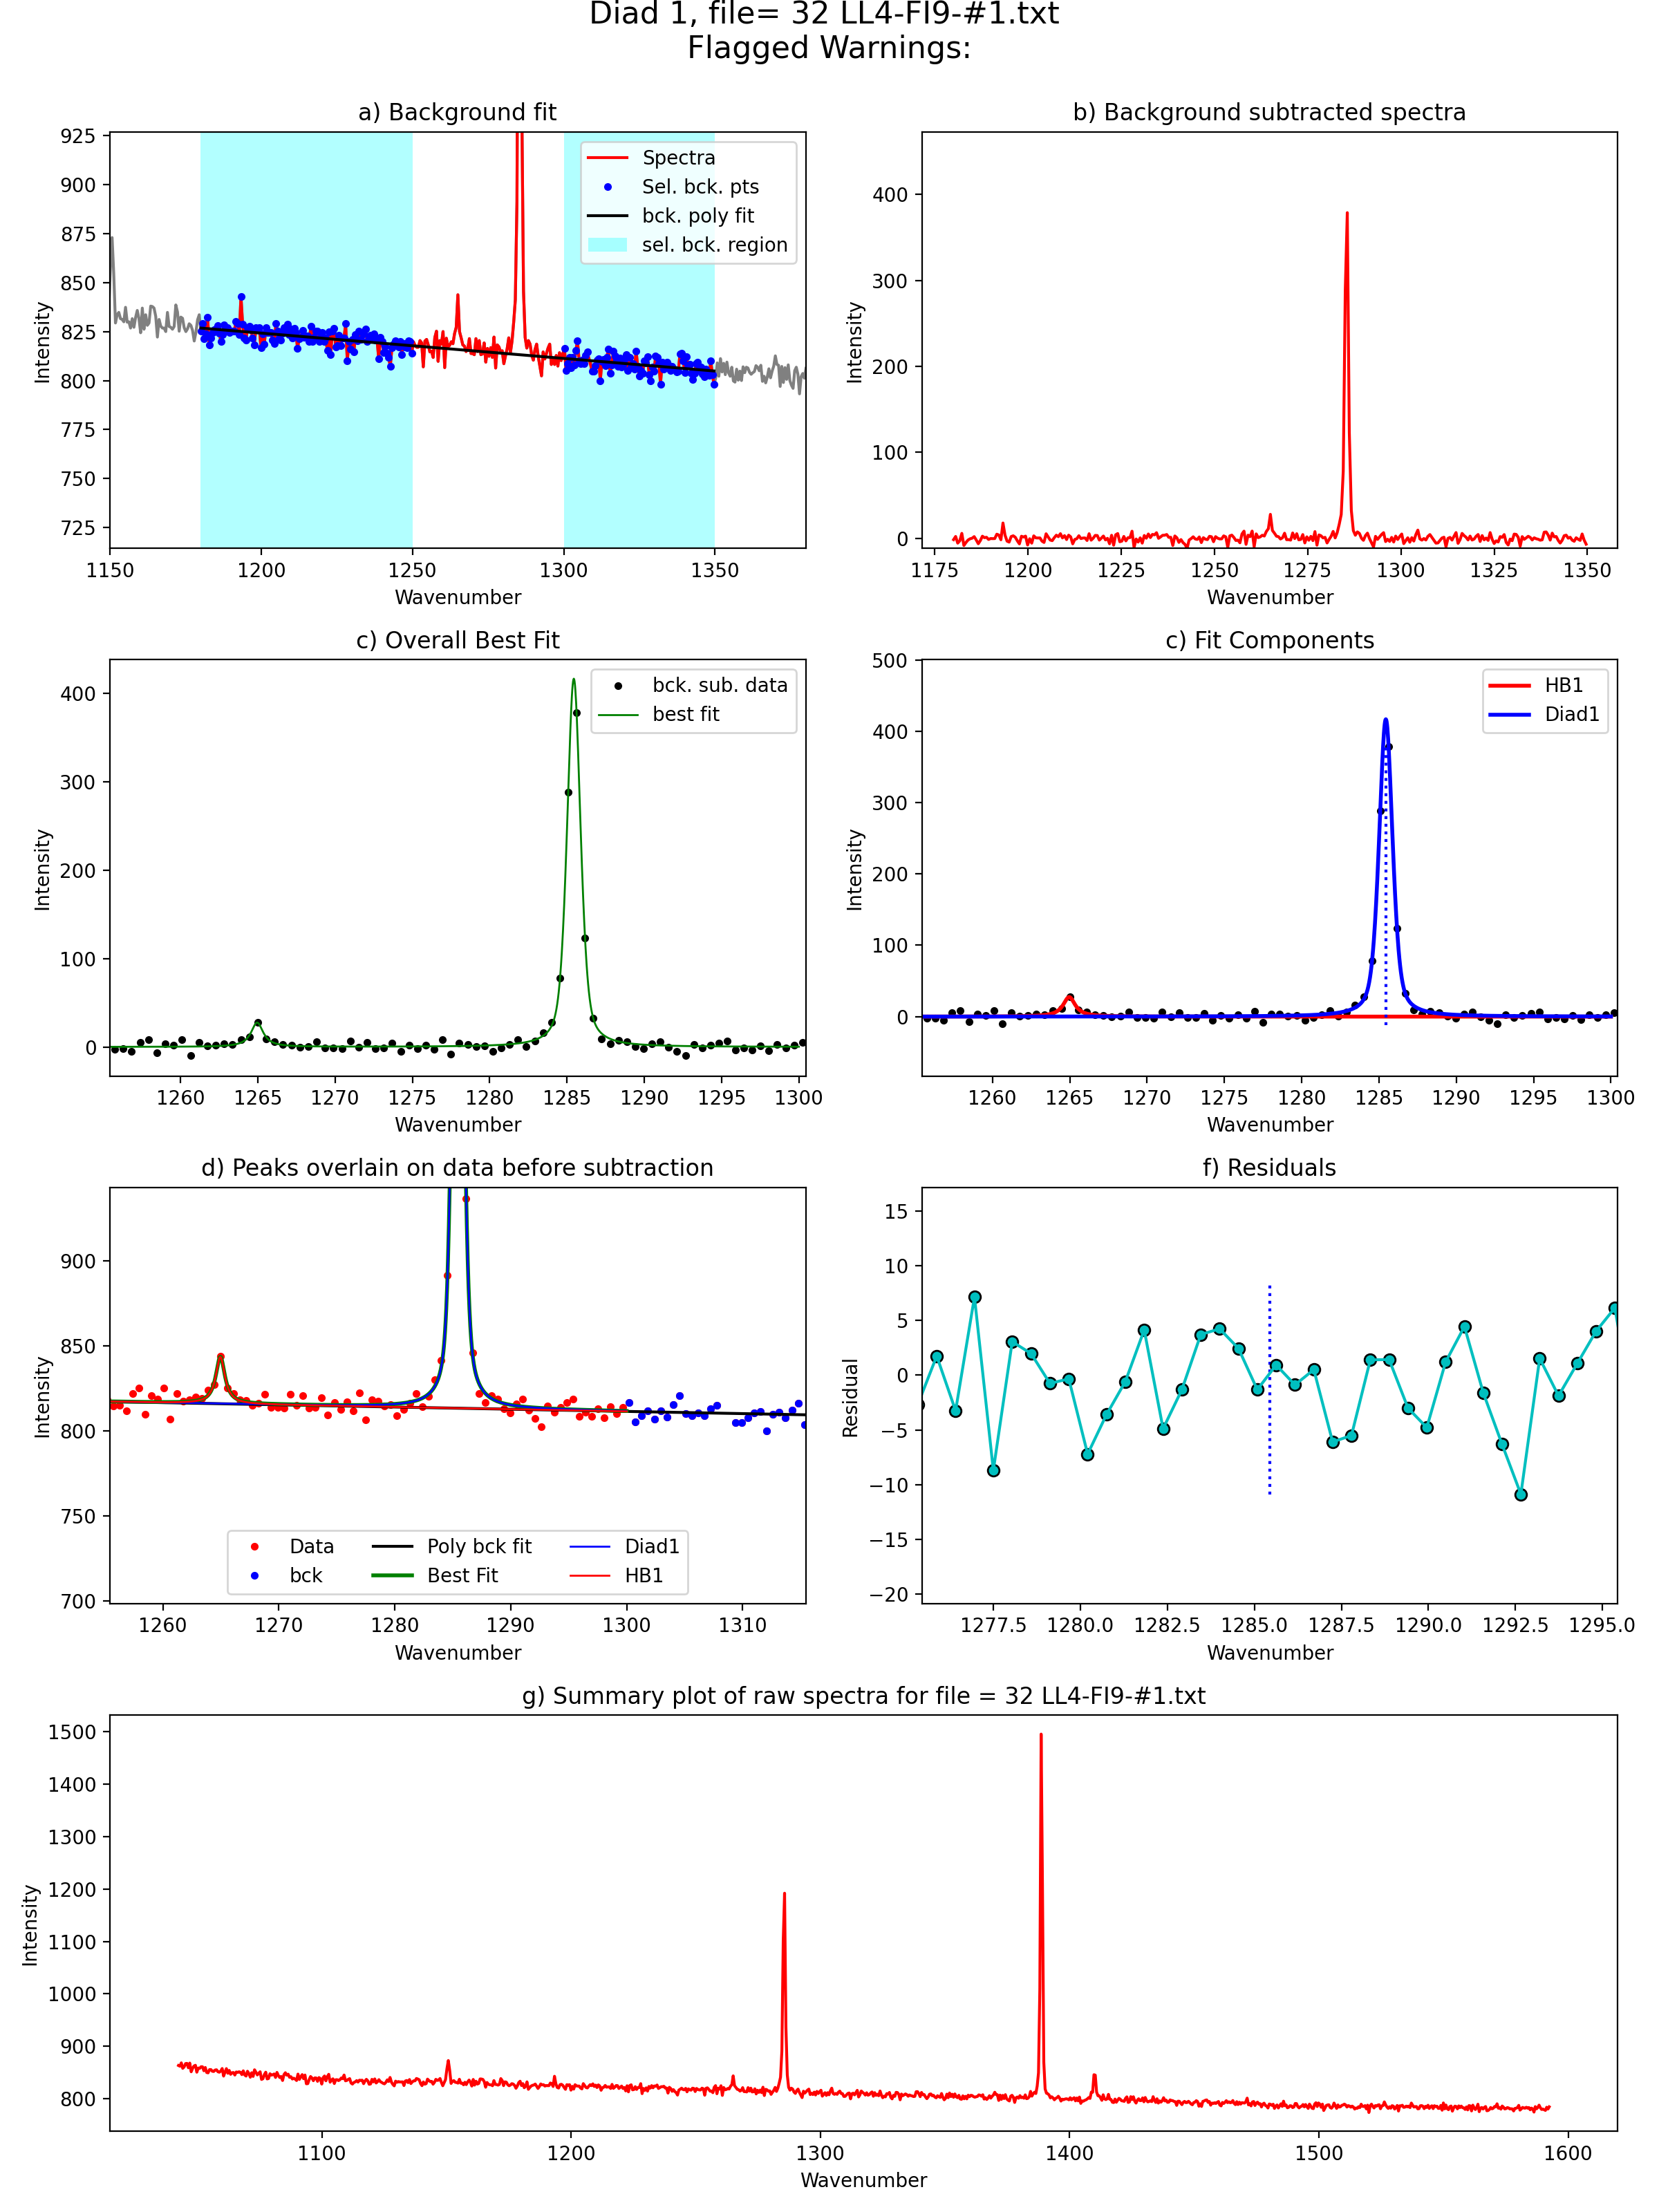 Diad 1, file= 32 LL4-FI9-#1.txt
Flagged Warnings:
a) Background fit
925
900
875
850
825
800
775
750
725
Intensity
1150 1200 1250 1300 1350
Wavenumber
Spectra
Sel. bck. pts
bck. poly fit
sel. bck. region
b) Background subtracted spectra
400
300
200
100
0
Intensity
1175 1200 1225 1250 1275 1300 1325 1350
Wavenumber
c) Overall Best Fit
400
300
200
100
0
Intensity
1260 1265 1270 1275 1280 1285 1290 1295 1300
Wavenumber
bck. sub. data
best fit
c) Fit Components
500
400
300
200
100
0
Intensity
1260 1265 1270 1275 1280 1285 1290 1295 1300
Wavenumber
HB1
Diad1
d) Peaks overlain on data before subtraction
900
850
800
750
700
Intensity
1260 1270 1280 1290 1300 1310
Wavenumber
Data Poly bck fit Diad1
bck Best Fit HB1
f) Residuals
15
10
5
0
−5
−10
−15
−20
Residual
1277.5 1280.0 1282.5 1285.0 1287.5 1290.0 1292.5 1295.0
Wavenumber
g) Summary plot of raw spectra for file = 32 LL4-FI9-#1.txt
1500
1400
1300
1200
1100
1000
900
800
Intensity
1100 1200 1300 1400 1500 1600
Wavenumber